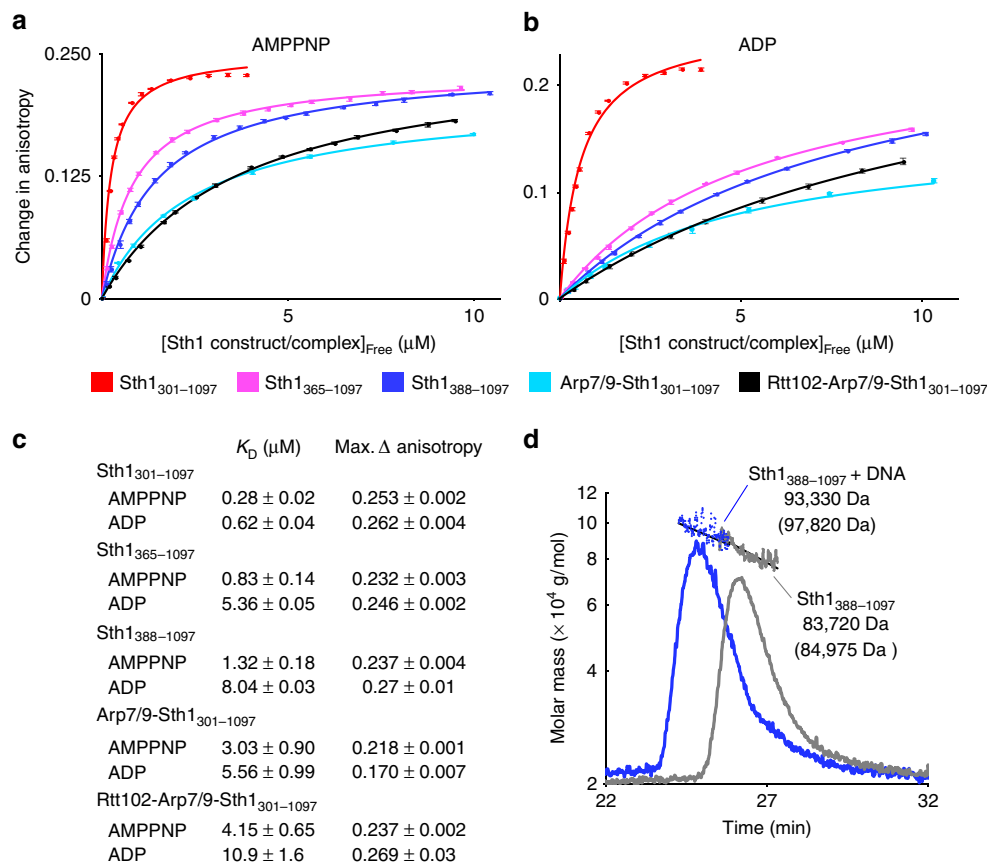 a
AMPPNP
0.250
0.125
0
Change in anisotropy
5
10
[Sth1 construct/complex]Free (μM)
b
ADP
0.2
0.1
0
5
10
[Sth1 construct/complex]Free (μM)
Sth1301–1097
Sth1365–1097
Sth1388–1097
Arp7/9-Sth1301–1097
Rtt102-Arp7/9-Sth1301–1097
c
KD (μM) Max. Δ anisotropy
Sth1301–1097
AMPPNP 0.28 ± 0.02 0.253 ± 0.002
ADP 0.62 ± 0.04 0.262 ± 0.004
Sth1365–1097
AMPPNP 0.83 ± 0.14 0.232 ± 0.003
ADP 5.36 ± 0.05 0.246 ± 0.002
Sth1388–1097
AMPPNP 1.32 ± 0.18 0.237 ± 0.004
ADP 8.04 ± 0.03 0.27 ± 0.01
Arp7/9-Sth1301–1097
AMPPNP 3.03 ± 0.90 0.218 ± 0.001
ADP 5.56 ± 0.99 0.170 ± 0.007
Rtt102-Arp7/9-Sth1301–1097
AMPPNP 4.15 ± 0.65 0.237 ± 0.002
ADP 10.9 ± 1.6 0.269 ± 0.03
d
Sth1388–1097 + DNA
93,330 Da
(97,820 Da)
Sth1388–1097
83,720 Da
(84,975 Da )
12
10
8
6
4
2
Molar mass (× 10⁴ g/mol)
22
27
32
Time (min)